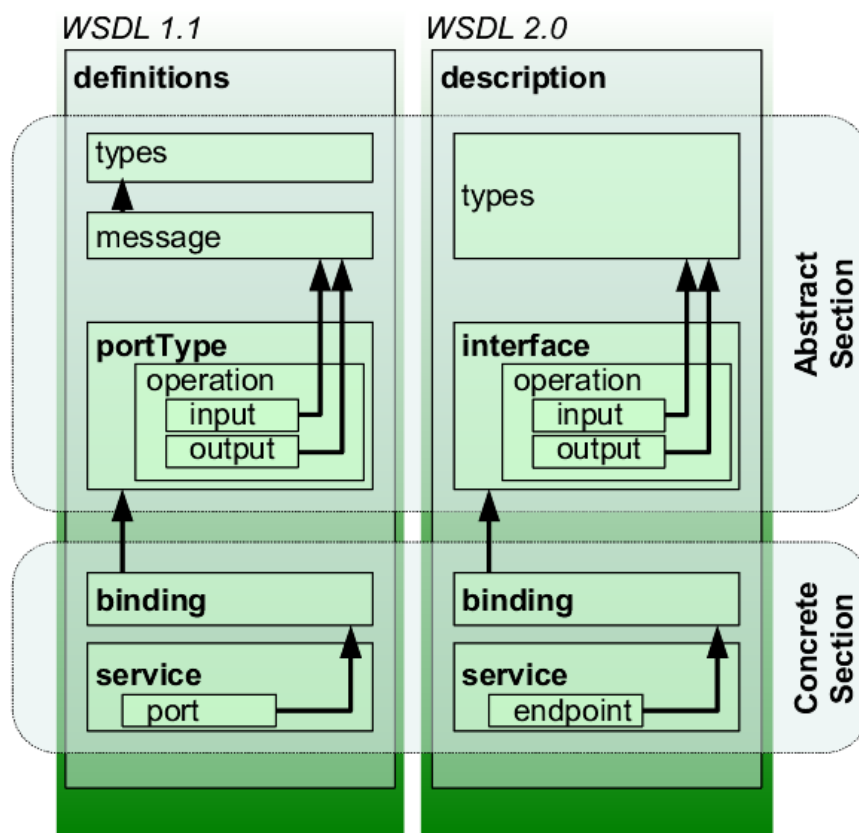 WSDL 1.1
definitions
types
message
portType
operation
input
output
binding
service
port
WSDL 2.0
description
types
interface
operation
input
output
binding
service
endpoint
Abstract
Section
Concrete
Section